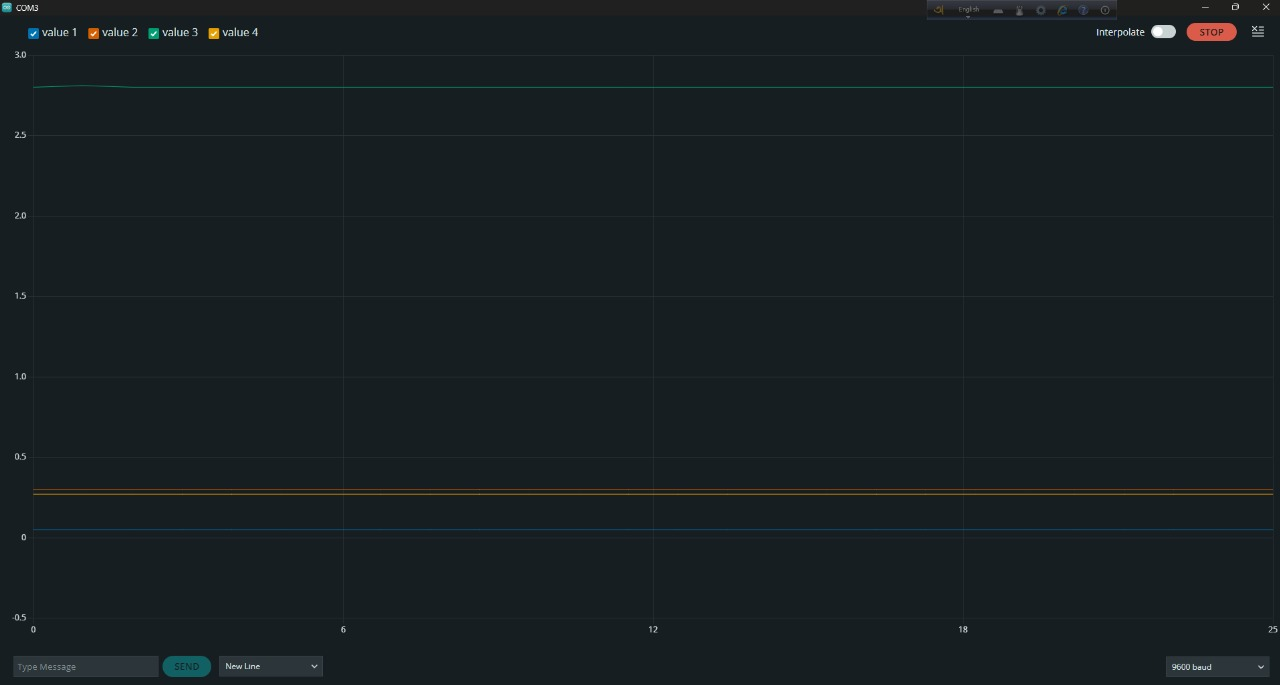 COM3
অ English
value 1 value 2 value 3 value 4
Interpolate STOP
3.0
2.5
2.0
1.5
1.0
0.5
0
-0.5
0 6 12 18 25
Type Message SEND New Line 9600 baud